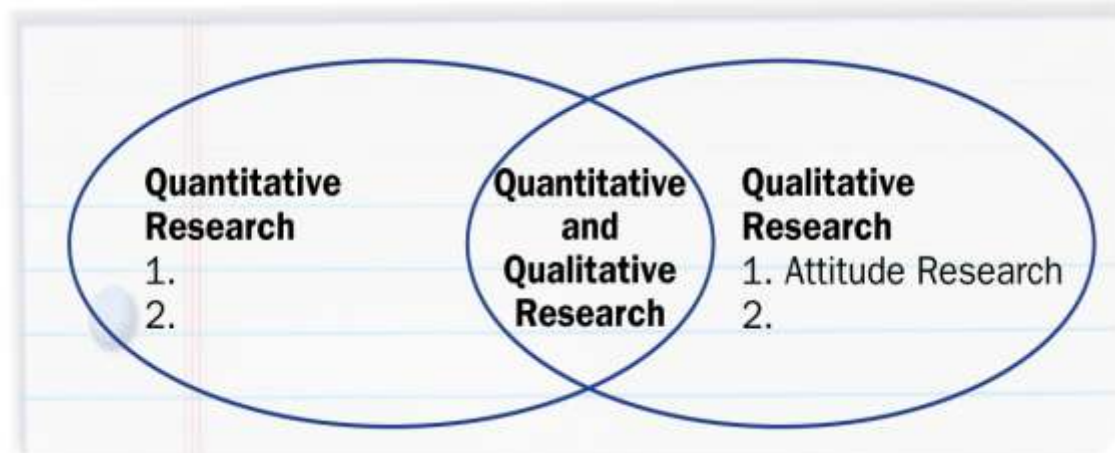 Quantitative
Research
1.
2.
Quantitative
and
Qualitative
Research
Qualitative
Research
1. Attitude Research
2.